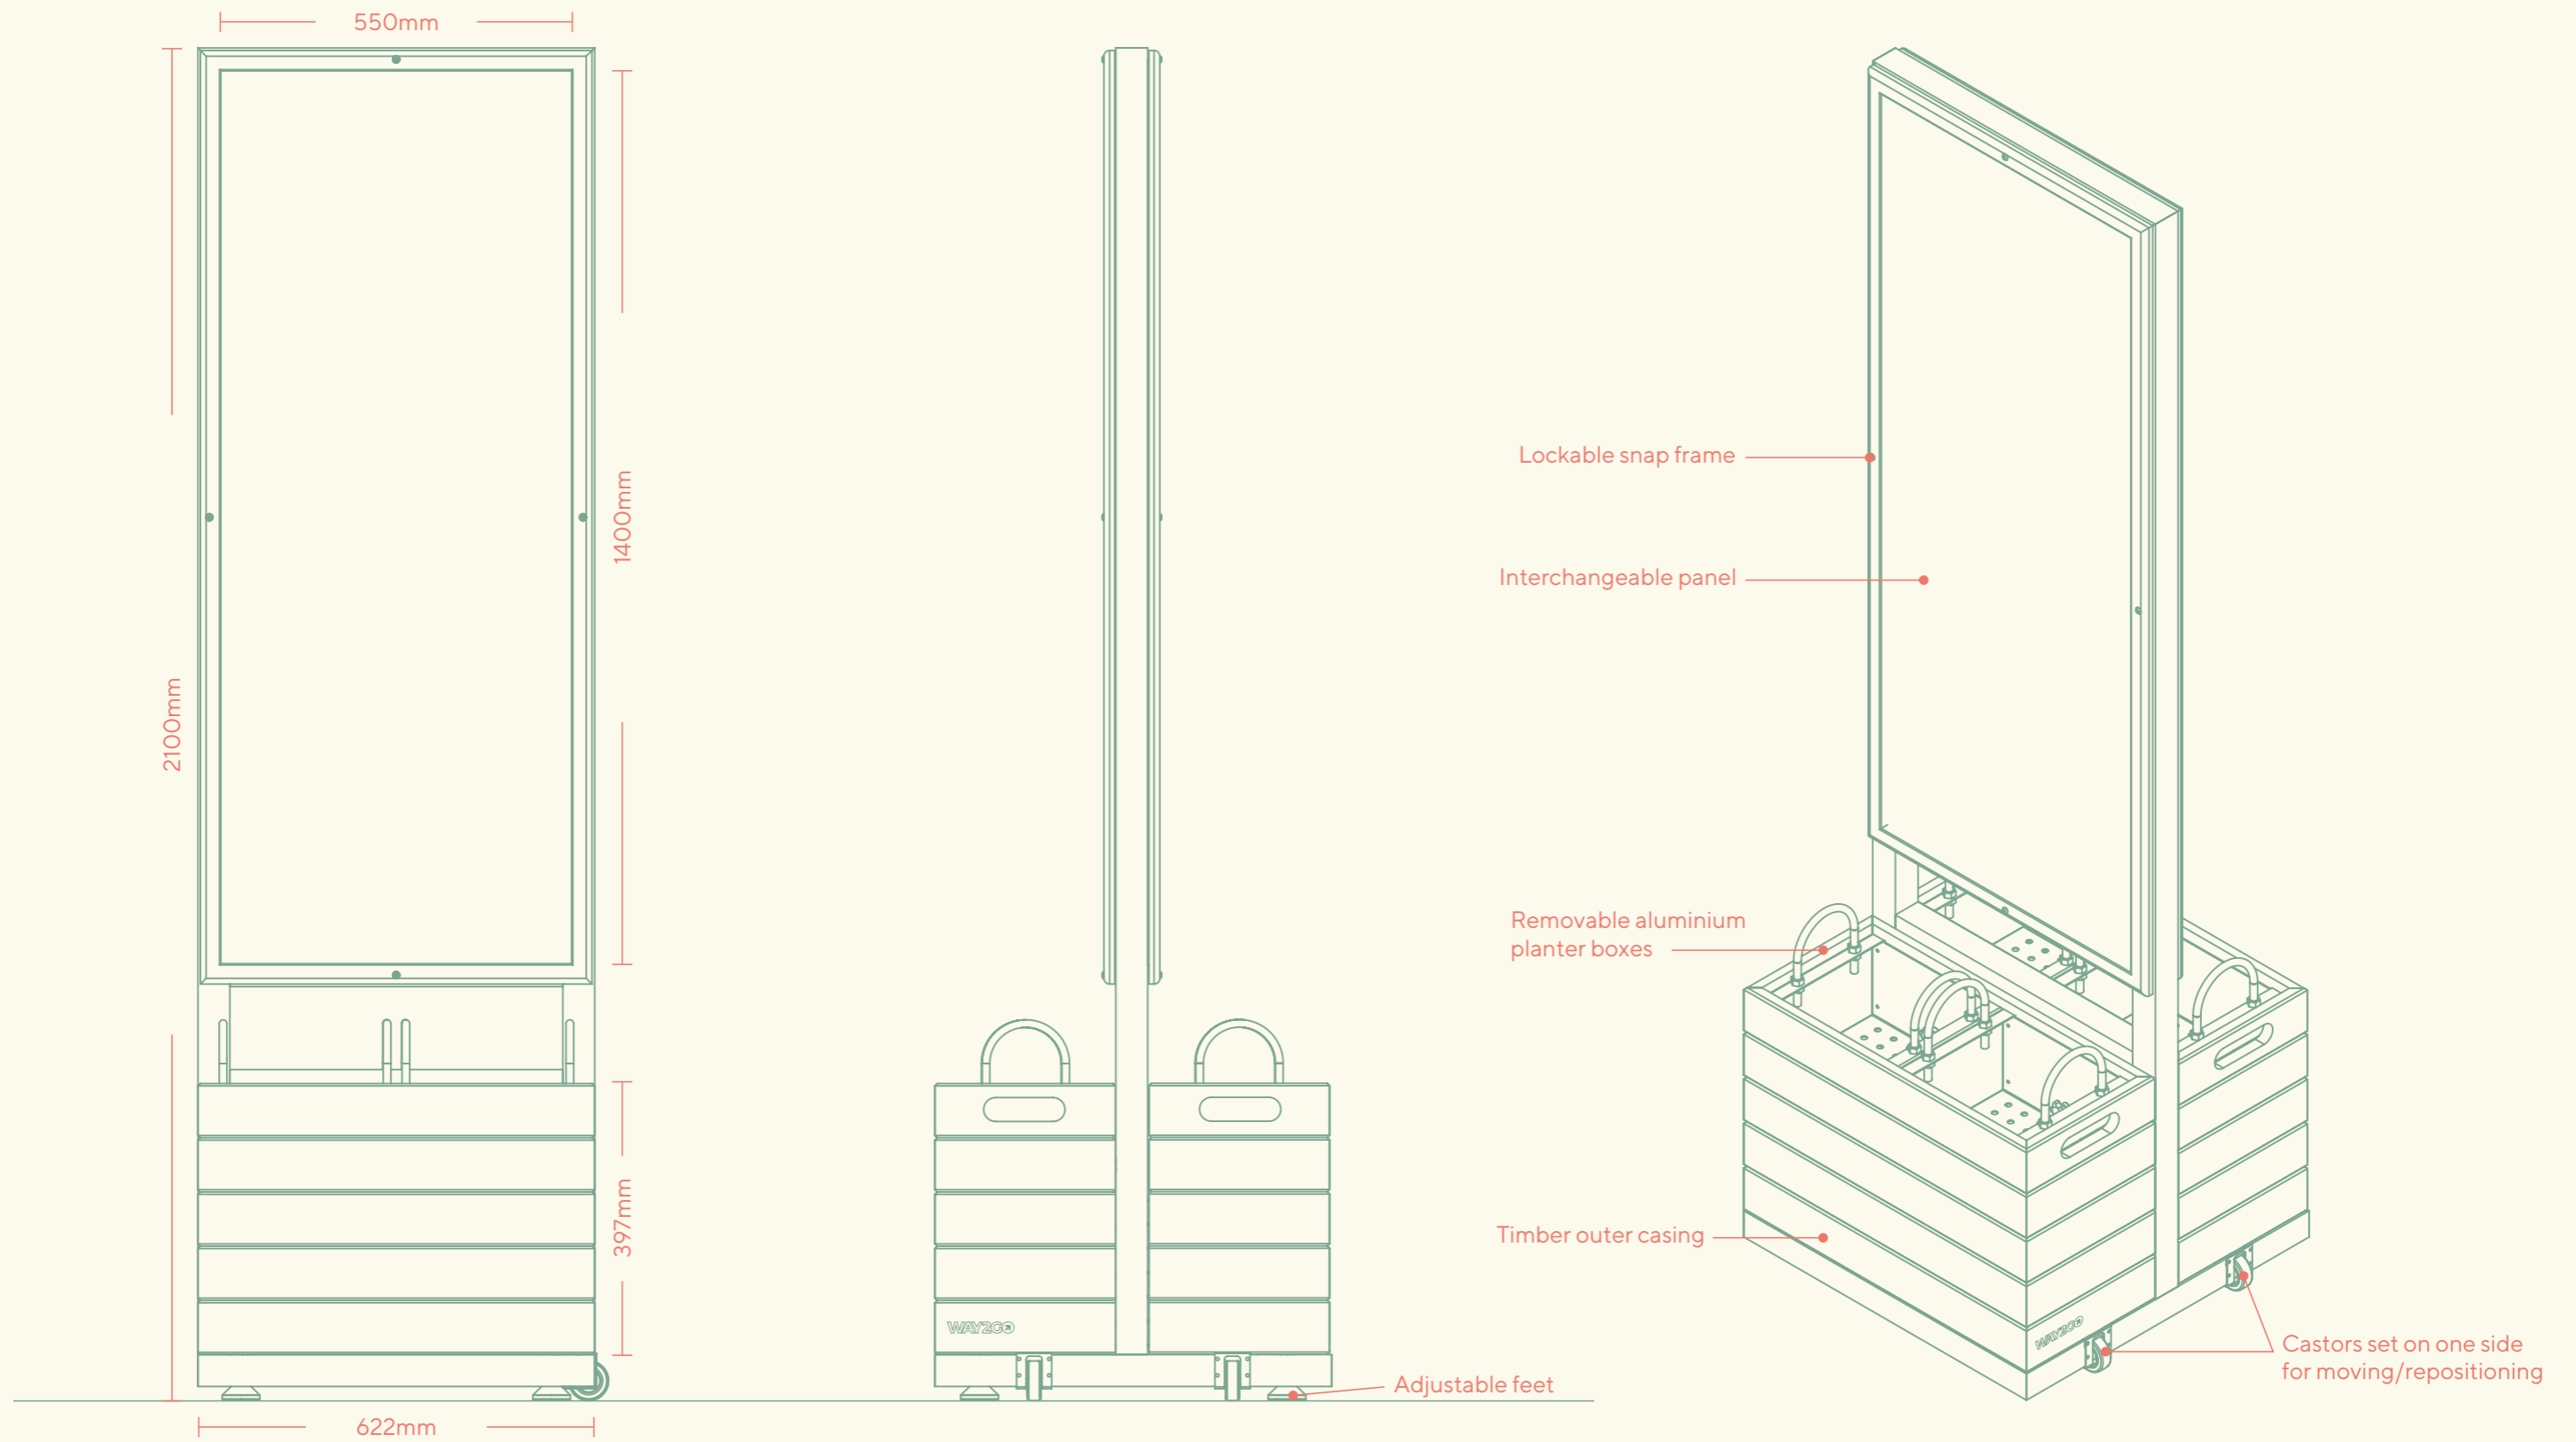 550mm
2100mm
1400mm
397mm
622mm
WAY2GO
Adjustable feet
Lockable snap frame
Interchangeable panel
Removable aluminium
planter boxes
Timber outer casing
WAY2GO
Castors set on one side
for moving/repositioning